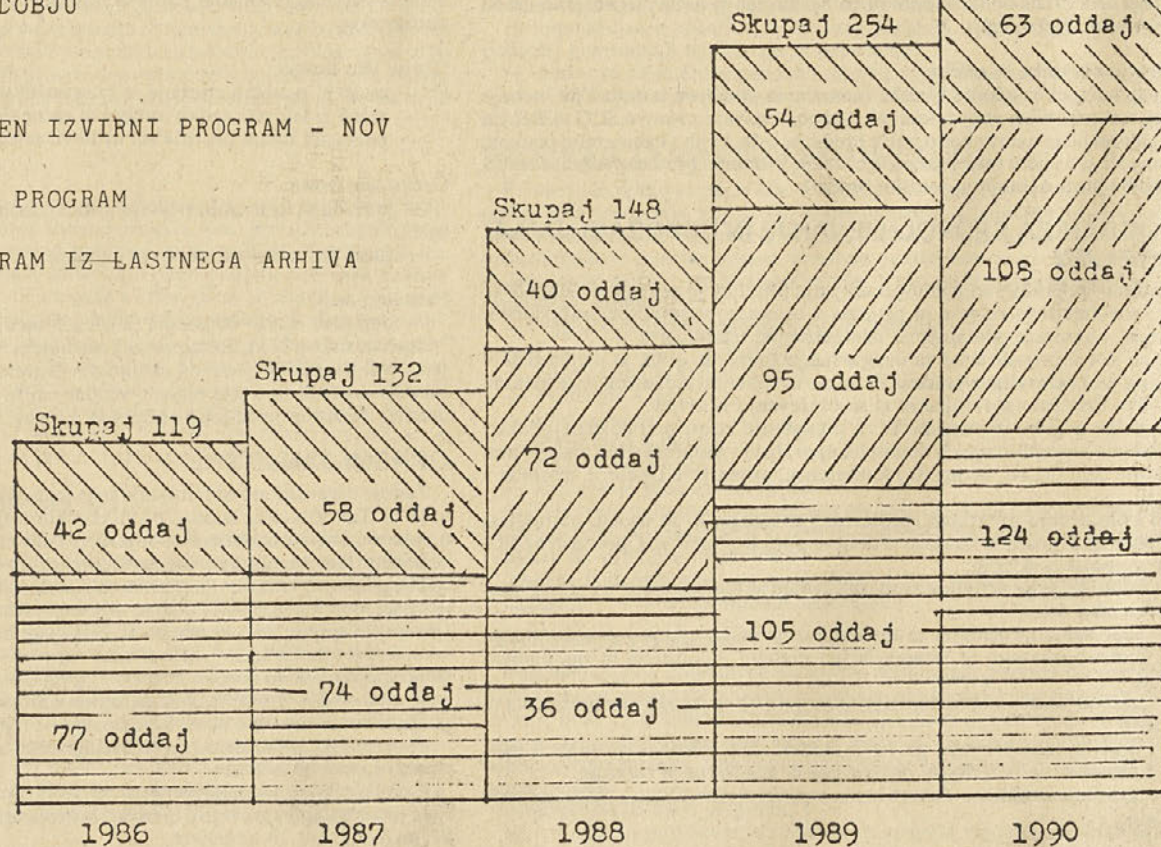 DOBJU
EN IZVIRNI PROGRAM - NOV
PROGRAM
RAM IZ LASTNEGA ARHIVA
Skupaj 254
63 oddaj
54 oddaj
Skupaj 148
40 oddaj
108 oddaj
Skupaj 132
95 oddaj
Skupaj 119
72 oddaj
42 oddaj
58 oddaj
124 oddaj
105 oddaj
74 oddaj
36 oddaj
77 oddaj
1986 1987 1988 1989 1990